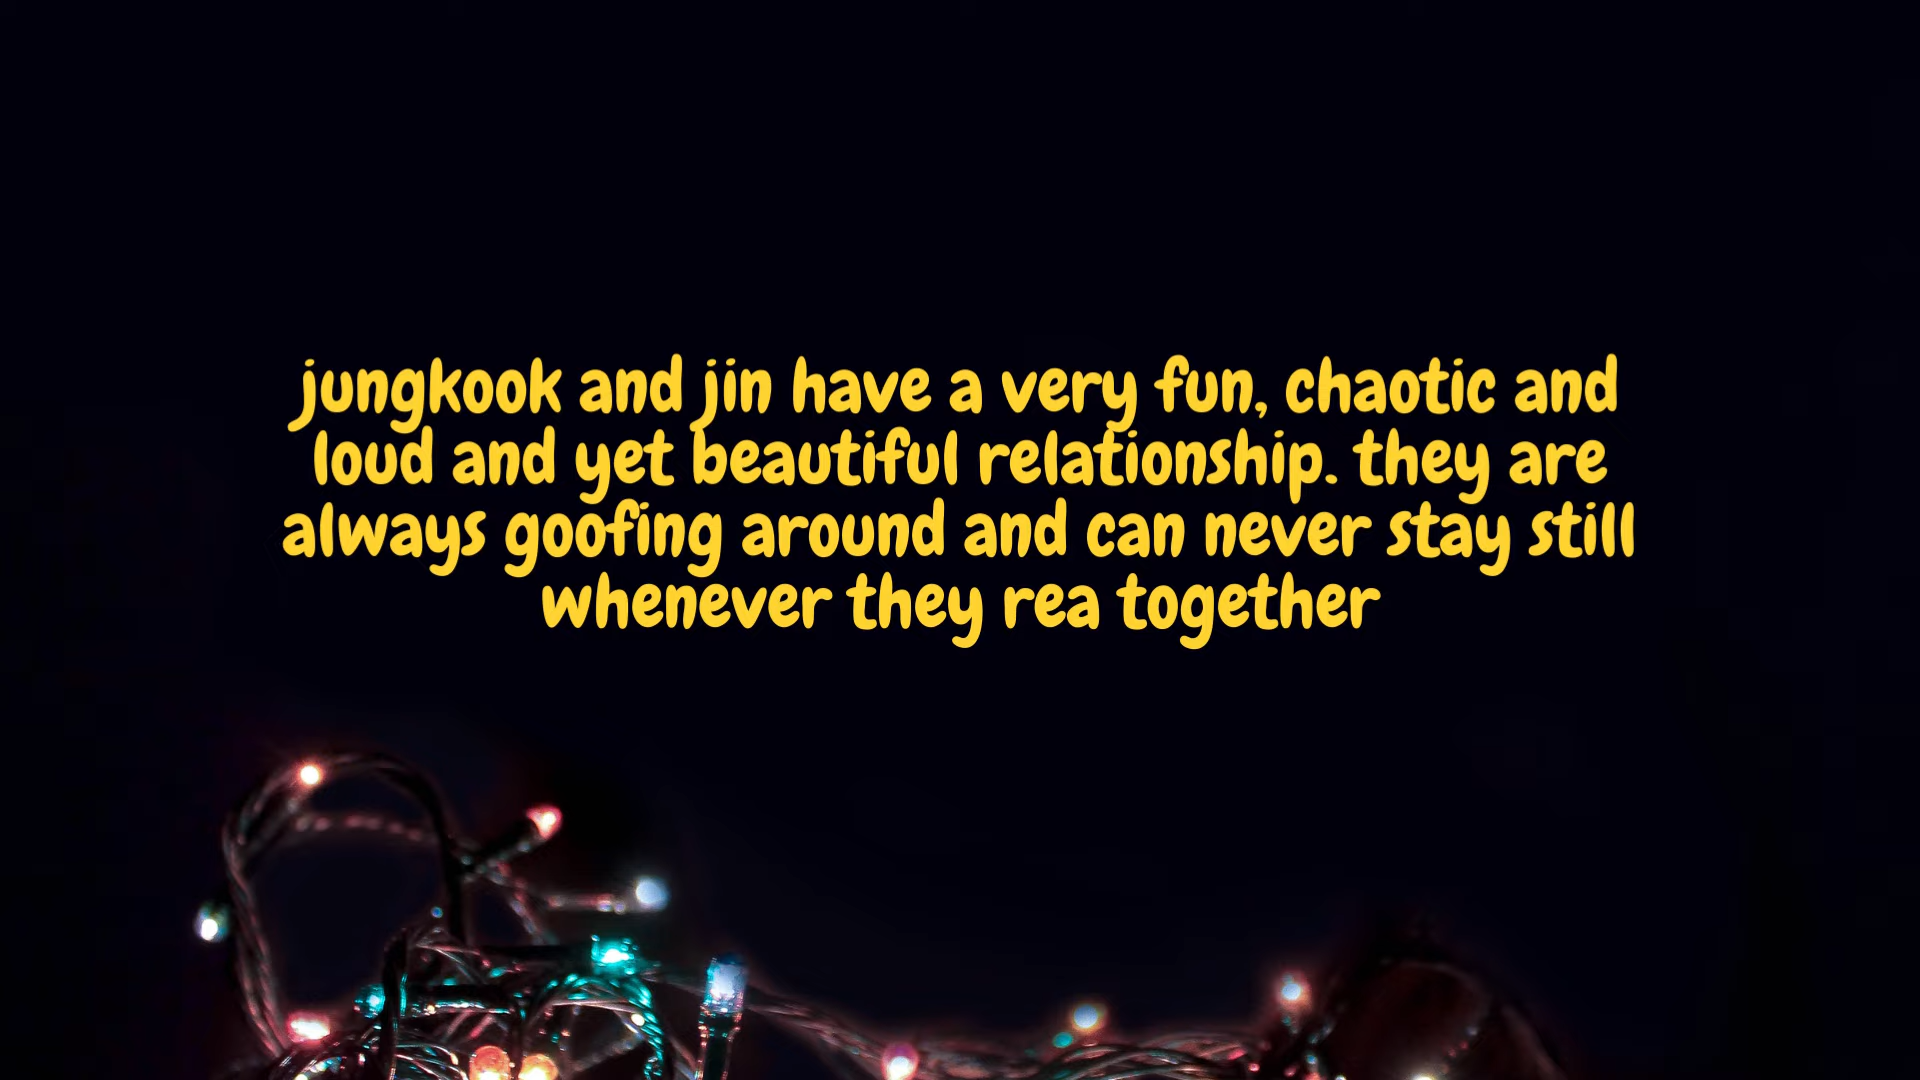 jungkook and jin have a very fun, chaotic and
loud and yet beautiful relationship. they are
always goofing around and can never stay still
whenever they rea together